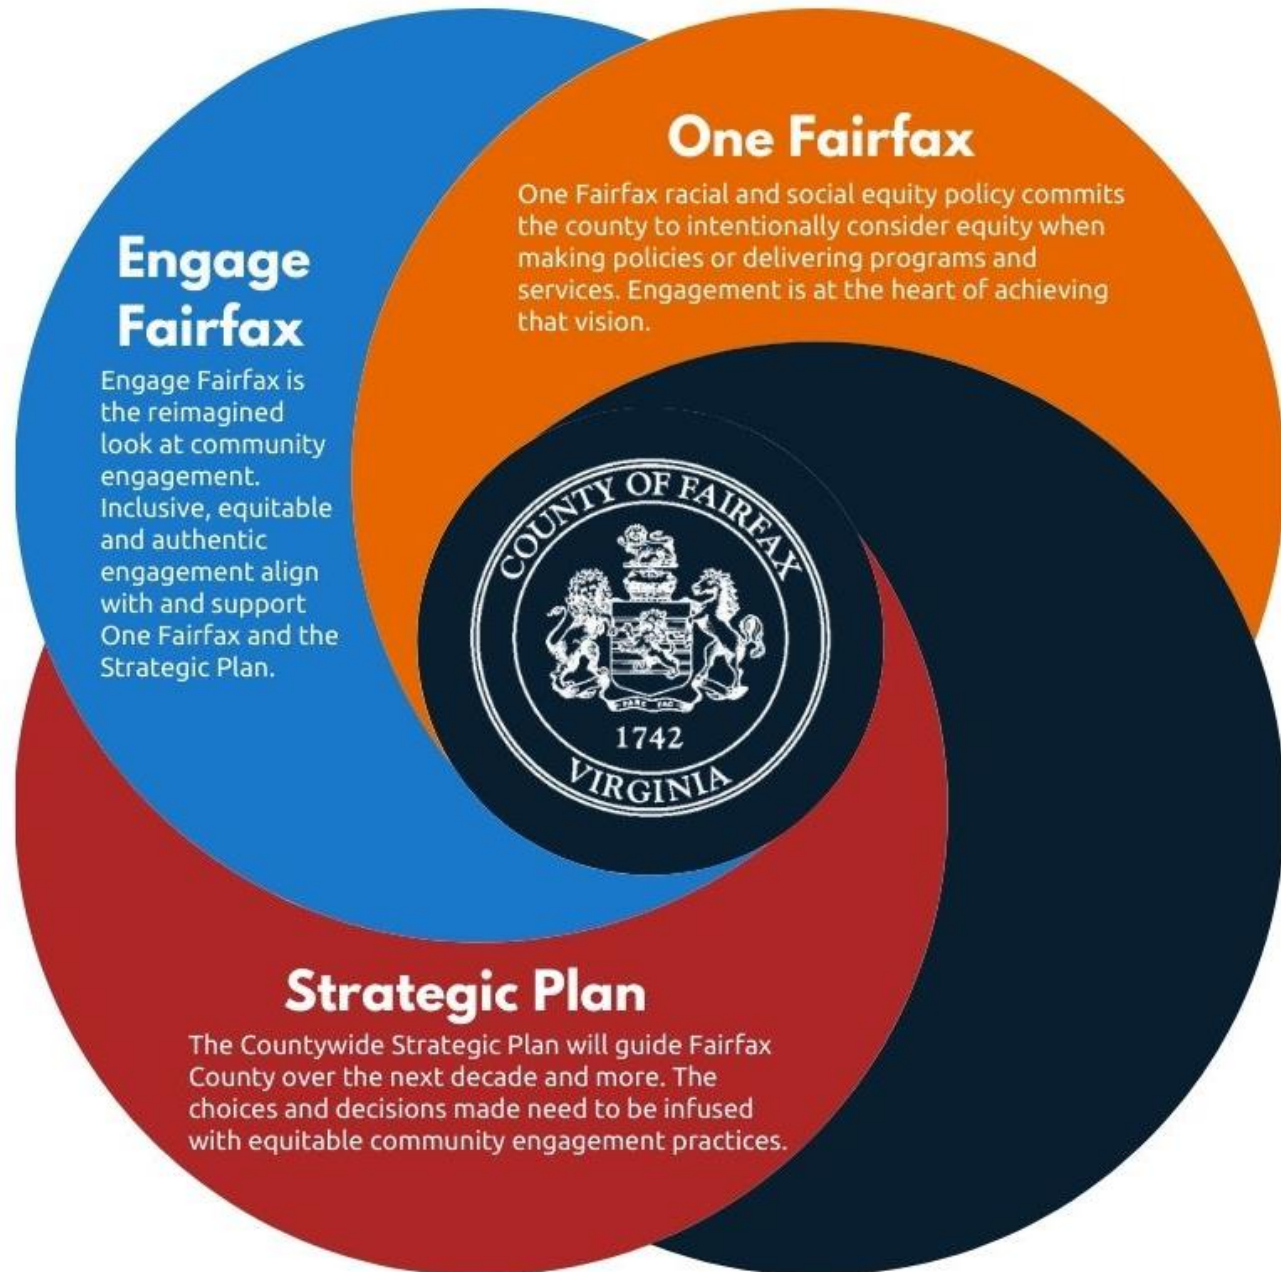 One Fairfax
One Fairfax racial and social equity policy commits
the county to intentionally consider equity when
making policies or delivering programs and
services. Engagement is at the heart of achieving
that vision.
Engage
Fairfax
Engage Fairfax is
the reimagined
look at community
engagement.
Inclusive, equitable
and authentic
engagement align
with and support
One Fairfax and the
Strategic Plan.
COUNTY OF FAIRFAX
1742
VIRGINIA
Strategic Plan
The Countywide Strategic Plan will guide Fairfax
County over the next decade and more. The
choices and decisions made need to be infused
with equitable community engagement practices.